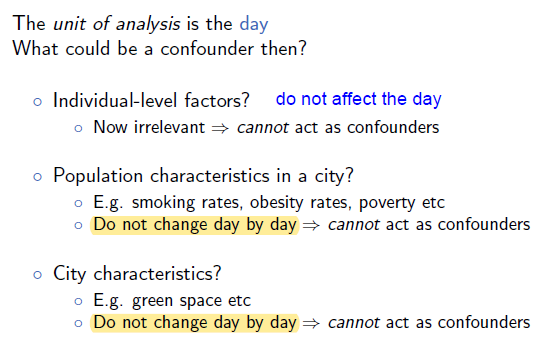 The unit of analysis is the day
What could be a confounder then?
◦ Individual-level factors? do not affect the day
◦ Now irrelevant ⇒ cannot act as confounders
◦ Population characteristics in a city?
◦ E.g. smoking rates, obesity rates, poverty etc
◦ Do not change day by day ⇒ cannot act as confounders
◦ City characteristics?
◦ E.g. green space etc
◦ Do not change day by day ⇒ cannot act as confounders